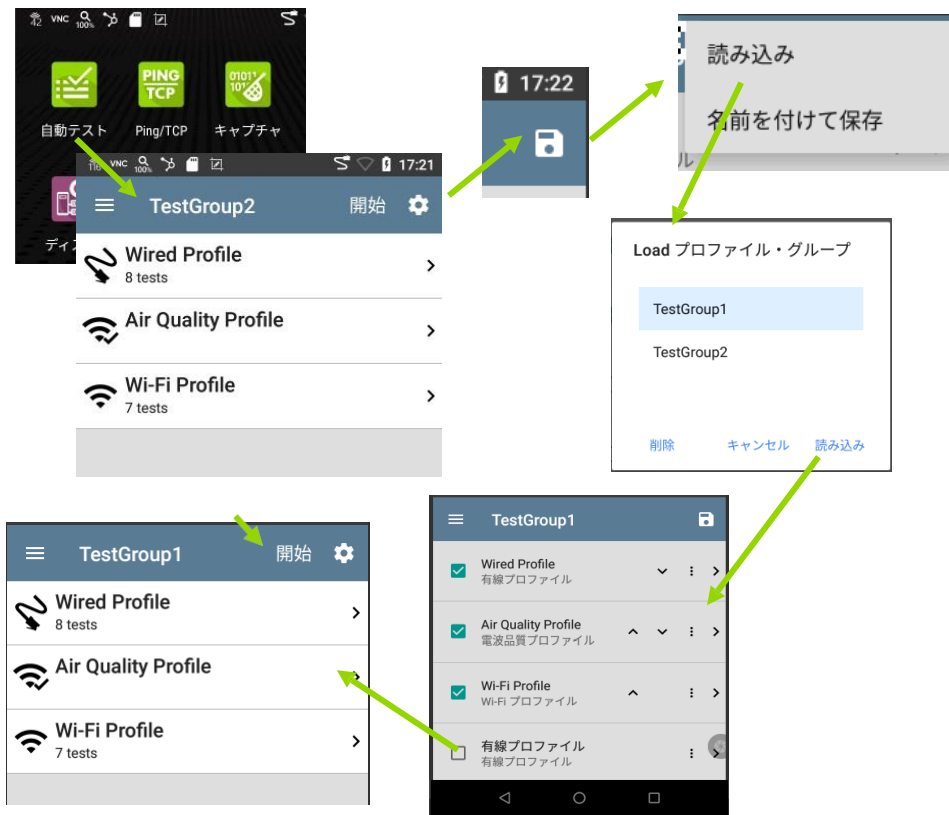 VNC 100%
PING
TCP
01011
101
自動テスト Ping/TCP キャプチャ
VNC 100% 17:21
TestGroup2 開始
Wired Profile
8 tests
Air Quality Profile
Wi-Fi Profile
7 tests
17:22
読み込み
名前を付けて保存
ル
Load プロファイル・グループ
TestGroup1
TestGroup2
削除 キャンセル 読み込み
TestGroup1
Wired Profile
有線プロファイル
Air Quality Profile
電波品質プロファイル
Wi-Fi Profile
Wi-Fi プロファイル
有線プロファイル
有線プロファイル
TestGroup1 開始
Wired Profile
8 tests
Air Quality Profile
Wi-Fi Profile
7 tests